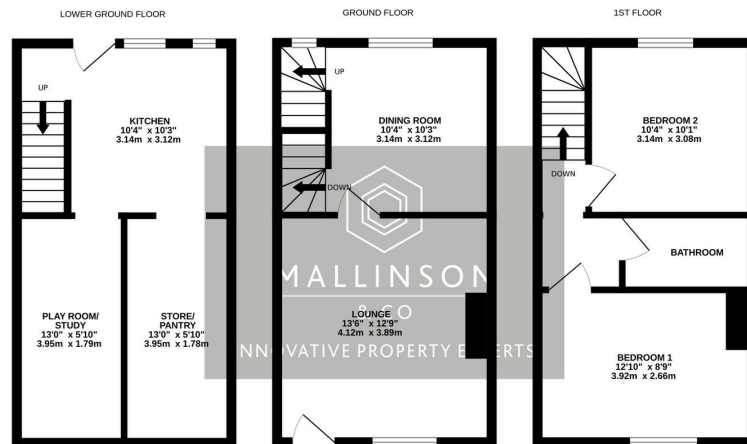 LOWER GROUND FLOOR
UP
KITCHEN
10'4" x 10'3"
3.14m x 3.12m
PLAY ROOM/
STUDY
13'0" x 5'10"
3.95m x 1.79m
STORE/
PANTRY
13'0" x 5'10"
3.95m x 1.78m
GROUND FLOOR
UP
DINING ROOM
10'4" x 10'3"
3.14m x 3.12m
DOWN
MALLINSON
& CO
LOUNGE
13'6" x 12'9"
4.12m x 3.89m
INNOVATIVE PROPERTY EXPERTS
1ST FLOOR
BEDROOM 2
10'4" x 10'1"
3.14m x 3.08m
DOWN
BATHROOM
BEDROOM 1
12'10" x 8'9"
3.92m x 2.66m